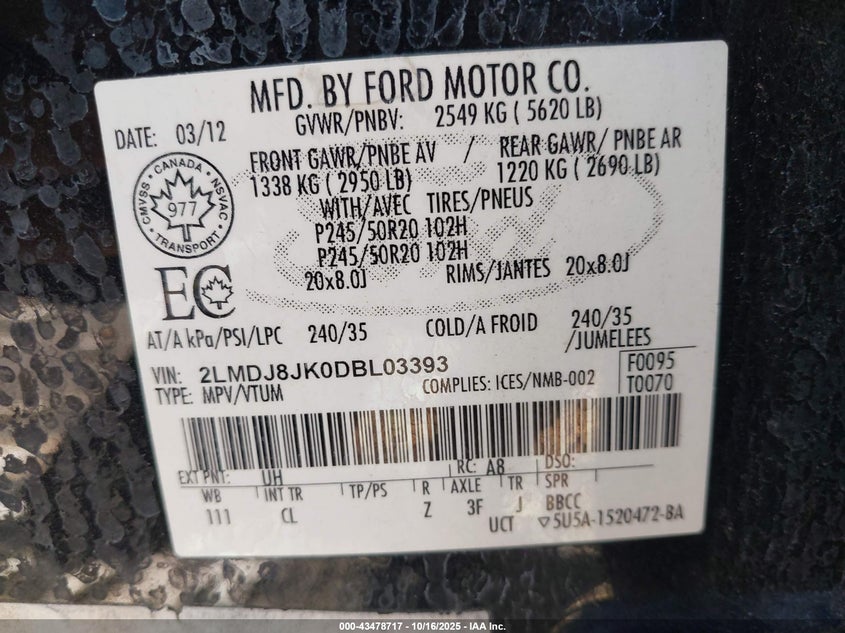 MFD. BY FORD MOTOR CO.
DATE: 03/12
GVWR/PNBV: 2549 KG ( 5620 LB)
FRONT GAWR/PNBE AV / REAR GAWR/ PNBE AR
1338 KG ( 2950 LB) 1220 KG ( 2690 LB)
WITH/AVEC TIRES/PNEUS
P245/50R20 102H
P245/50R20 102H
20x8.0J RIMS/JANTES 20x8.0J
CANADA
CMVSS NSVAC
977
TRANSPORT
EC
AT/A kPa/PSI/LPC 240/35 COLD/A FROID 240/35
/JUMELEES
VIN: 2LMDJ8JK0DBL03393 F0095
TYPE: MPV/VTUM COMPLIES: ICES/NMB-002 T0070
EXT PNT: UH RC: A8 DSO:
WB INT TR TP/PS R AXLE TR SPR
111 CL Z 3F J BBCC
UCT ▽5U5A-1520472-BA
000-43478717 - 10/16/2025 - IAA Inc.